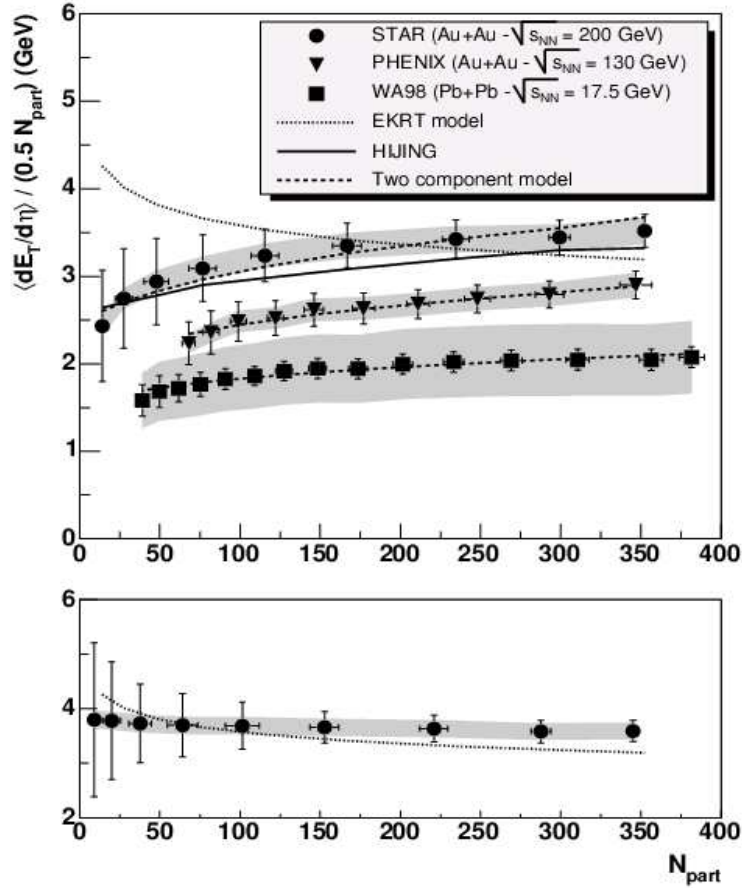 ⟨dE_T/dη⟩ / (0.5 N_part) (GeV)
6
STAR (Au+Au - √s_NN = 200 GeV)
PHENIX (Au+Au - √s_NN = 130 GeV)
5
WA98 (Pb+Pb - √s_NN = 17.5 GeV)
EKRT model
HIJING
4
Two component model
3
2
1
0
0 50 100 150 200 250 300 350 400
6
4
2
0 50 100 150 200 250 300 350 400
N_part